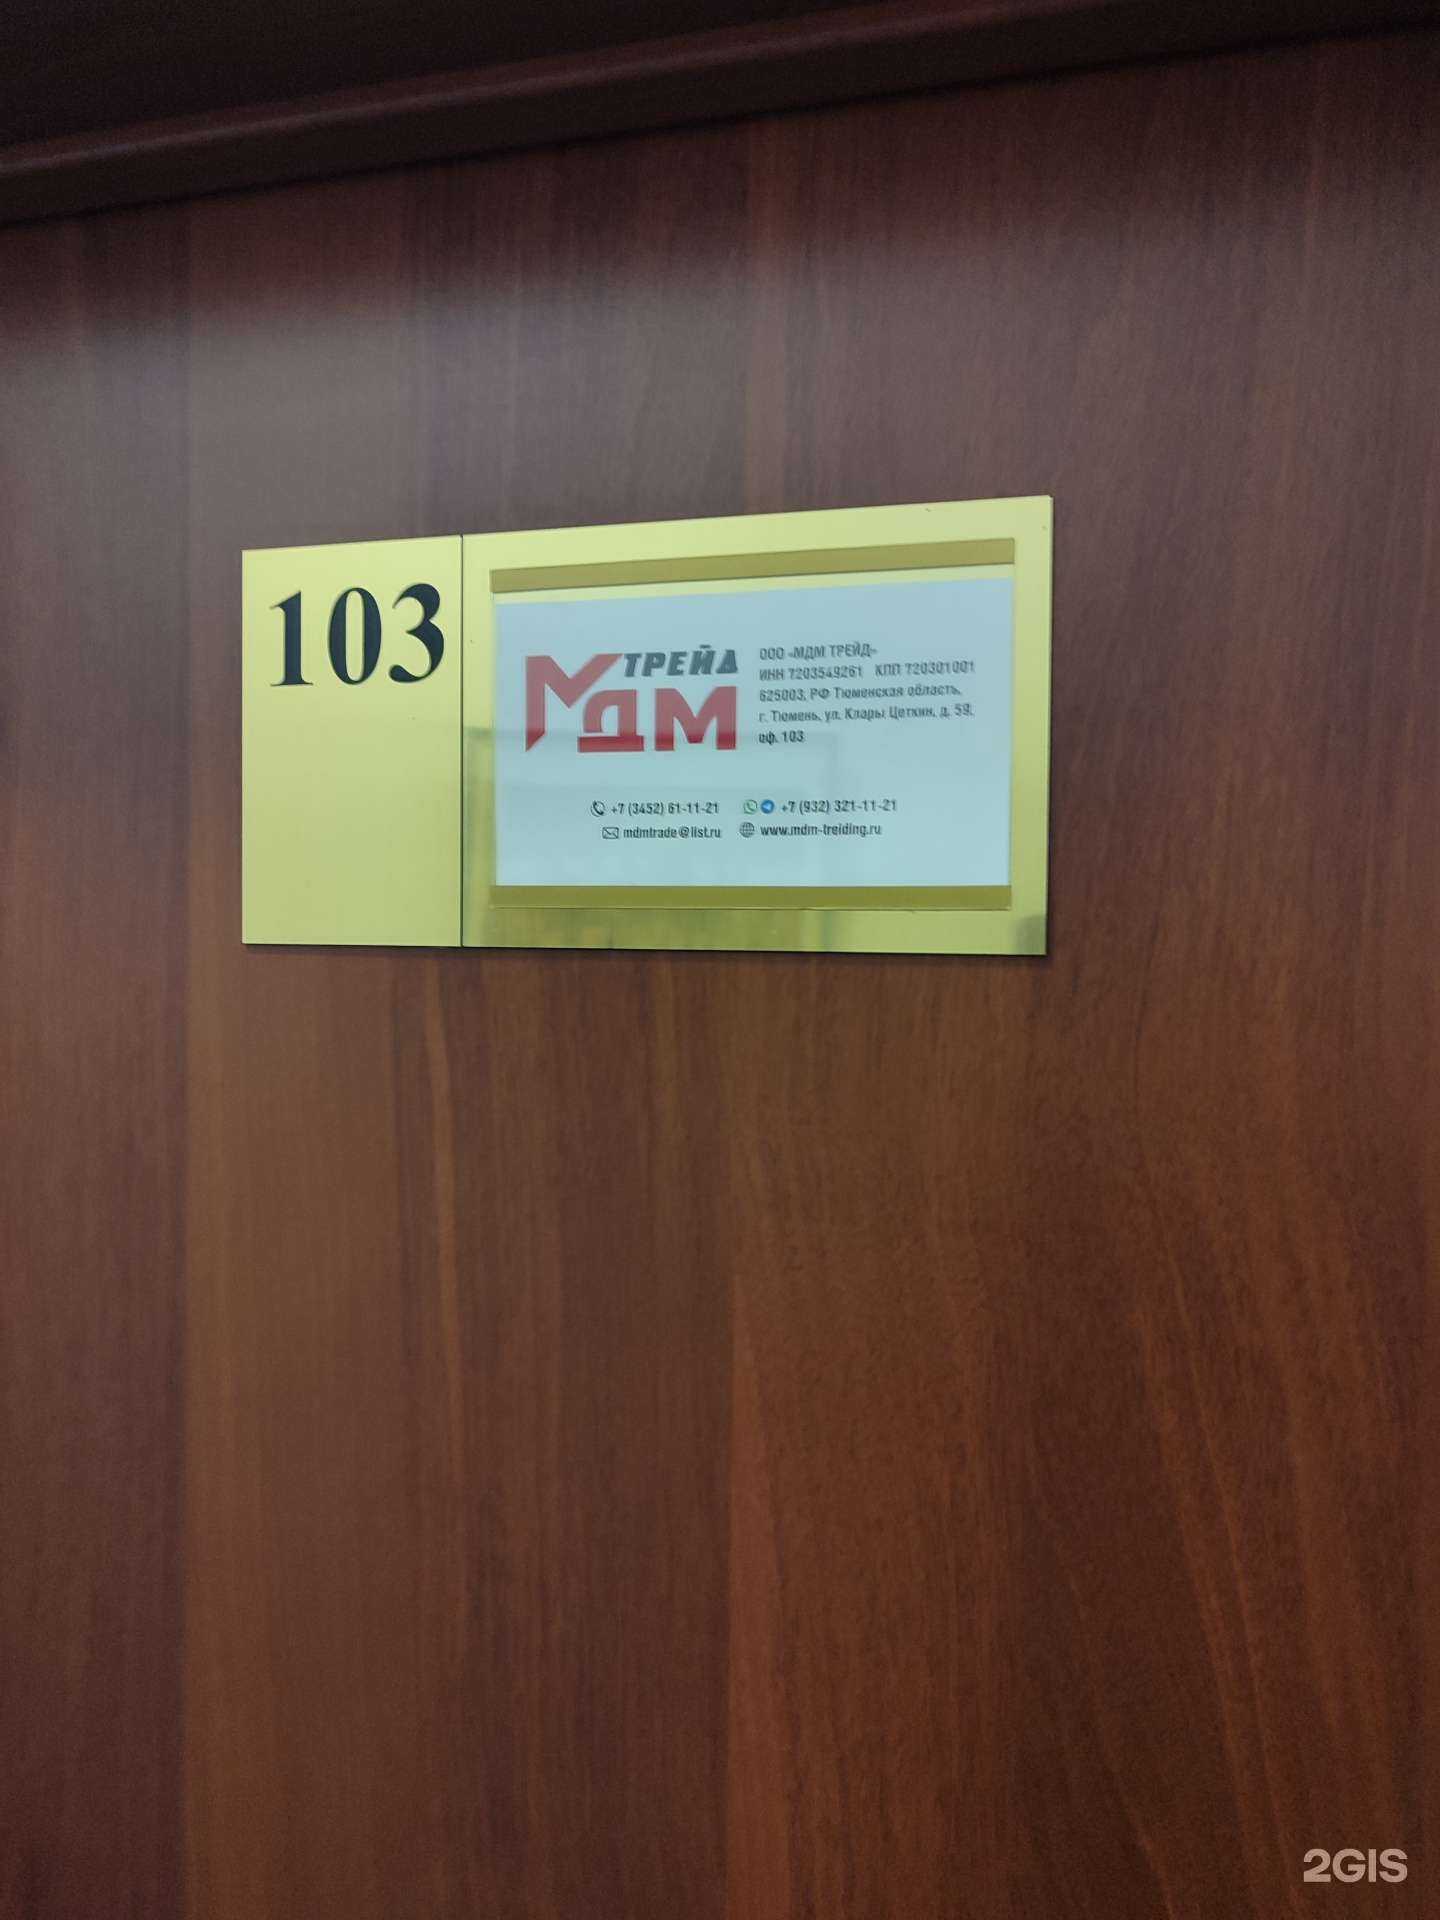 103
ТРЕЙД
МДМ
ООО «МДМ ТРЕЙД»
ИНН 7203549261 КПП 720301001
625003, РФ Тюменская область,
г. Тюмень, ул. Клары Цеткин, д. 59,
оф. 103
+7 (3452) 61-11-21 +7 (932) 321-11-21
mdmtrade@list.ru www.mdm-treiding.ru
2GIS